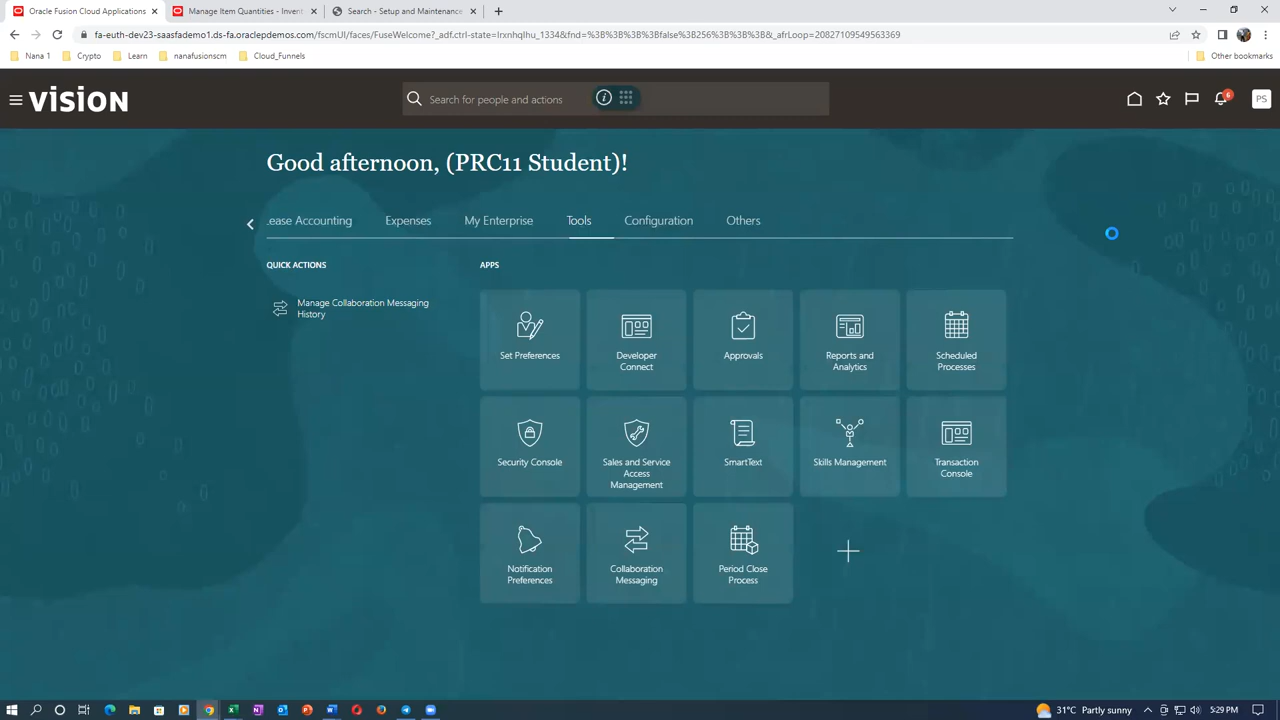 Oracle Fusion Cloud Applications
Manage Item Quantities - Invent
Search - Setup and Maintenance
fa-euth-dev23-saasfademo1.ds-fa.oraclepdemos.com/fscmUI/faces/FuseWelcome?_adf.ctrl-state=lrxnhqlhu_1334&fnd=%3B%3B%3B%3Bfalse%3B256%3B%3B%3B&_afrLoop=20827109549563369
Nana 1
Crypto
Learn
nanafusionscm
Cloud_Funnels
Other bookmarks
VISION
Search for people and actions
6
PS
Good afternoon, (PRC11 Student)!
ease Accounting
Expenses
My Enterprise
Tools
Configuration
Others
QUICK ACTIONS
Manage Collaboration Messaging
History
APPS
Set Preferences
Developer
Connect
Approvals
Reports and
Analytics
Scheduled
Processes
Security Console
Sales and Service
Access
Management
SmartText
Skills Management
Transaction
Console
Notification
Preferences
Collaboration
Messaging
Period Close
Process
31°C Partly sunny
5:29 PM